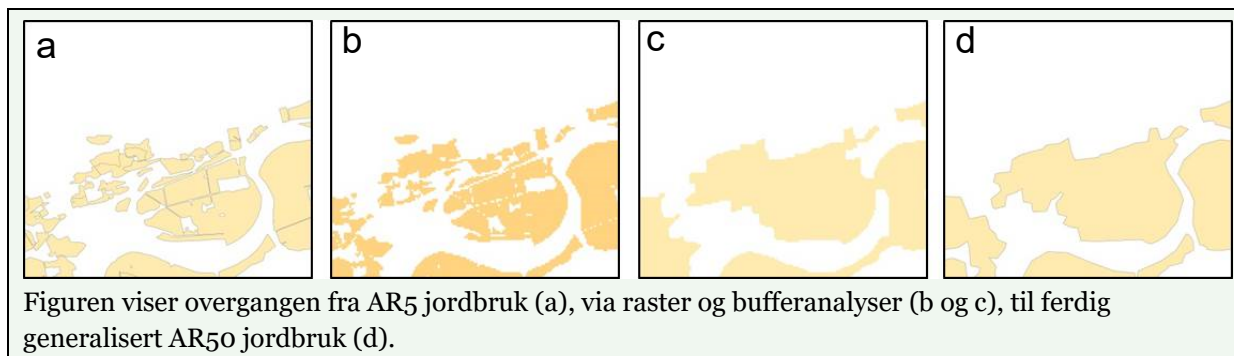 a
b
c
d
Figuren viser overgangen fra AR5 jordbruk (a), via raster og bufferanalyser (b og c), til ferdig
generalisert AR50 jordbruk (d).